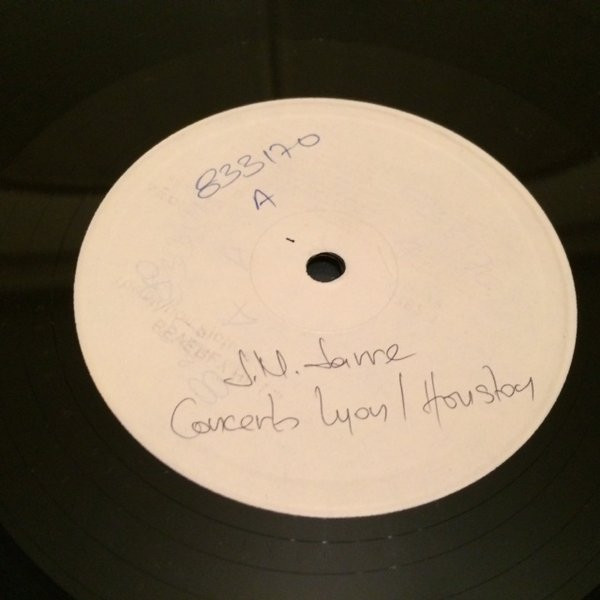 833170
A
J.M. Jarre
Concerts Lyon / Houston